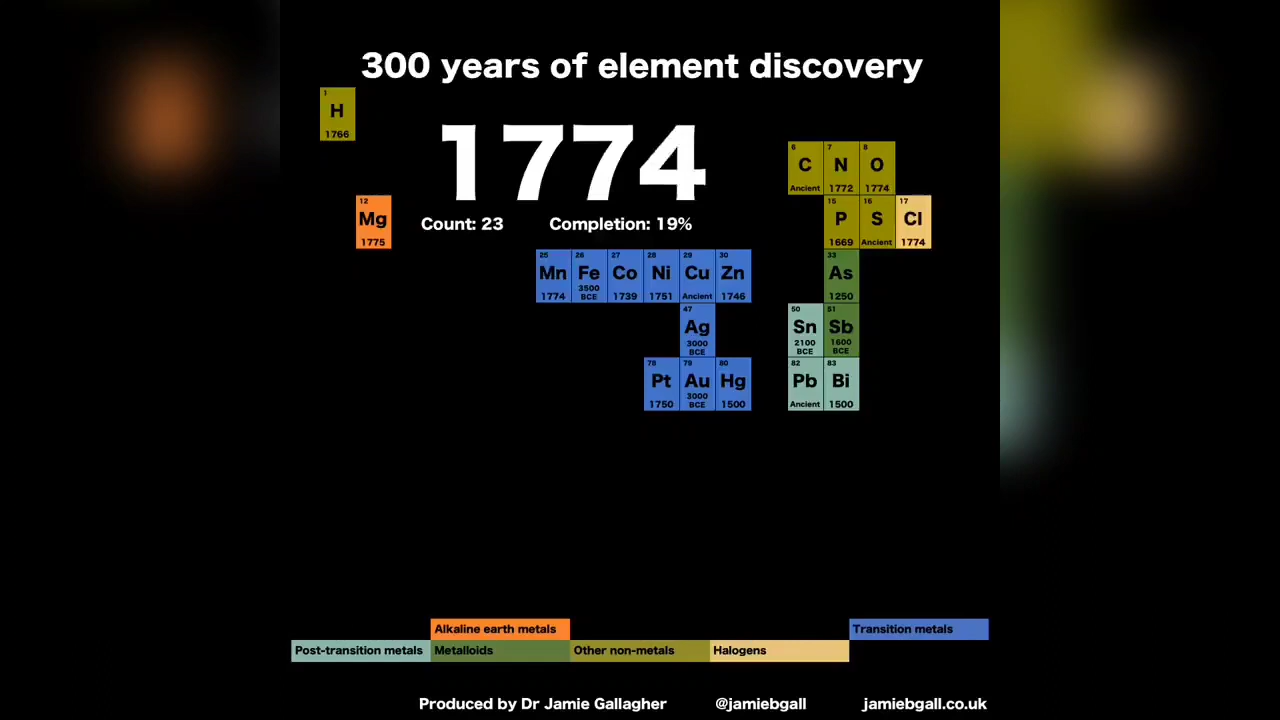 300 years of element discovery
1
H
1766
1774
Count: 23 Completion: 19%
6 7 8
C N O
Ancient 1772 1774
12
Mg
1775
15 16 17
P S Cl
1669 Ancient 1774
25 26 27 28 29 30 33
Mn Fe Co Ni Cu Zn As
1774 3500 BCE 1739 1751 Ancient 1746 1250
47 50 51
Ag Sn Sb
3000 BCE 2100 BCE 1600 BCE
78 79 80 82 83
Pt Au Hg Pb Bi
1750 3000 BCE 1500 Ancient 1500
Alkaline earth metals Transition metals
Post-transition metals Metalloids Other non-metals Halogens
Produced by Dr Jamie Gallagher @jamiebgall jamiebgall.co.uk